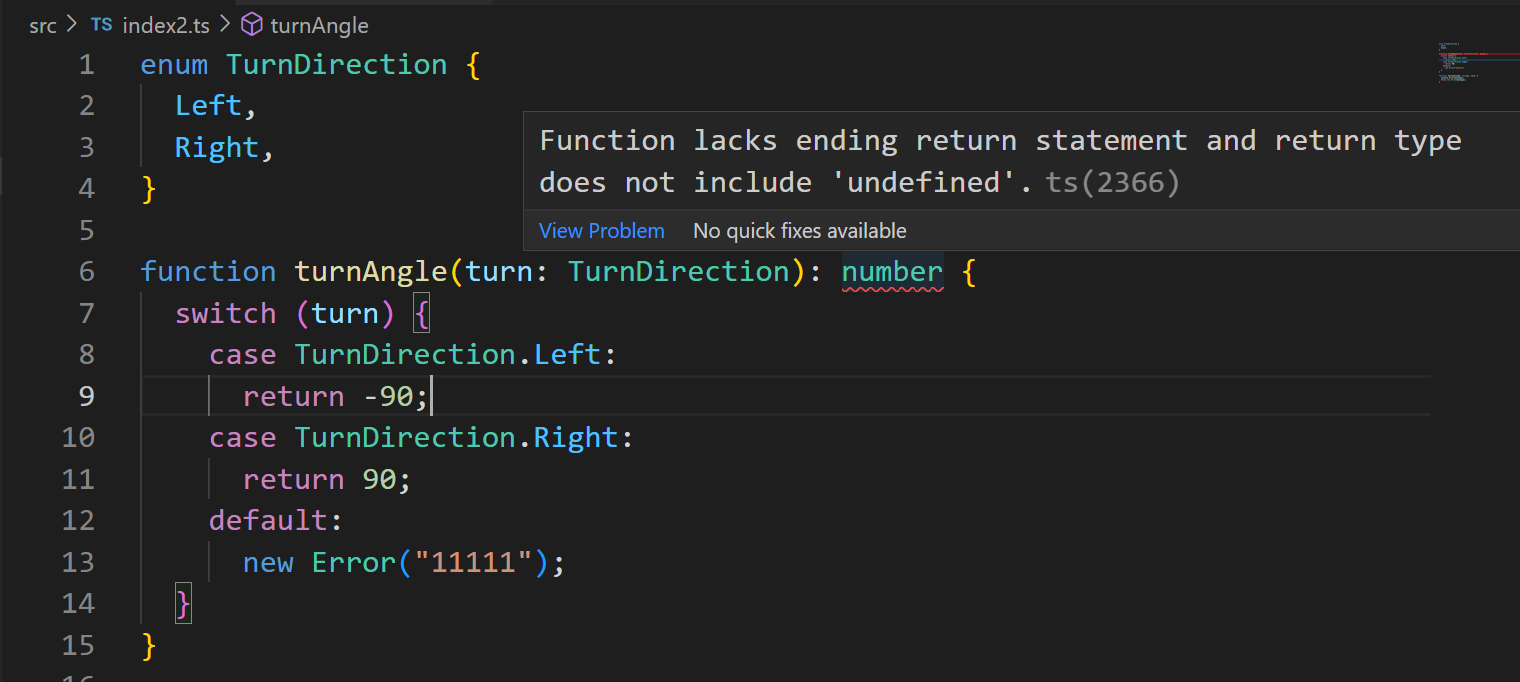 src > TS index2.ts > turnAngle
1 enum TurnDirection {
2 Left,
3 Right,
4 }
5
Function lacks ending return statement and return type
does not include 'undefined'. ts(2366)
View Problem No quick fixes available
6 function turnAngle(turn: TurnDirection): number {
7 switch (turn) {
8 case TurnDirection.Left:
9 return -90;
10 case TurnDirection.Right:
11 return 90;
12 default:
13 new Error("11111");
14 }
15 }